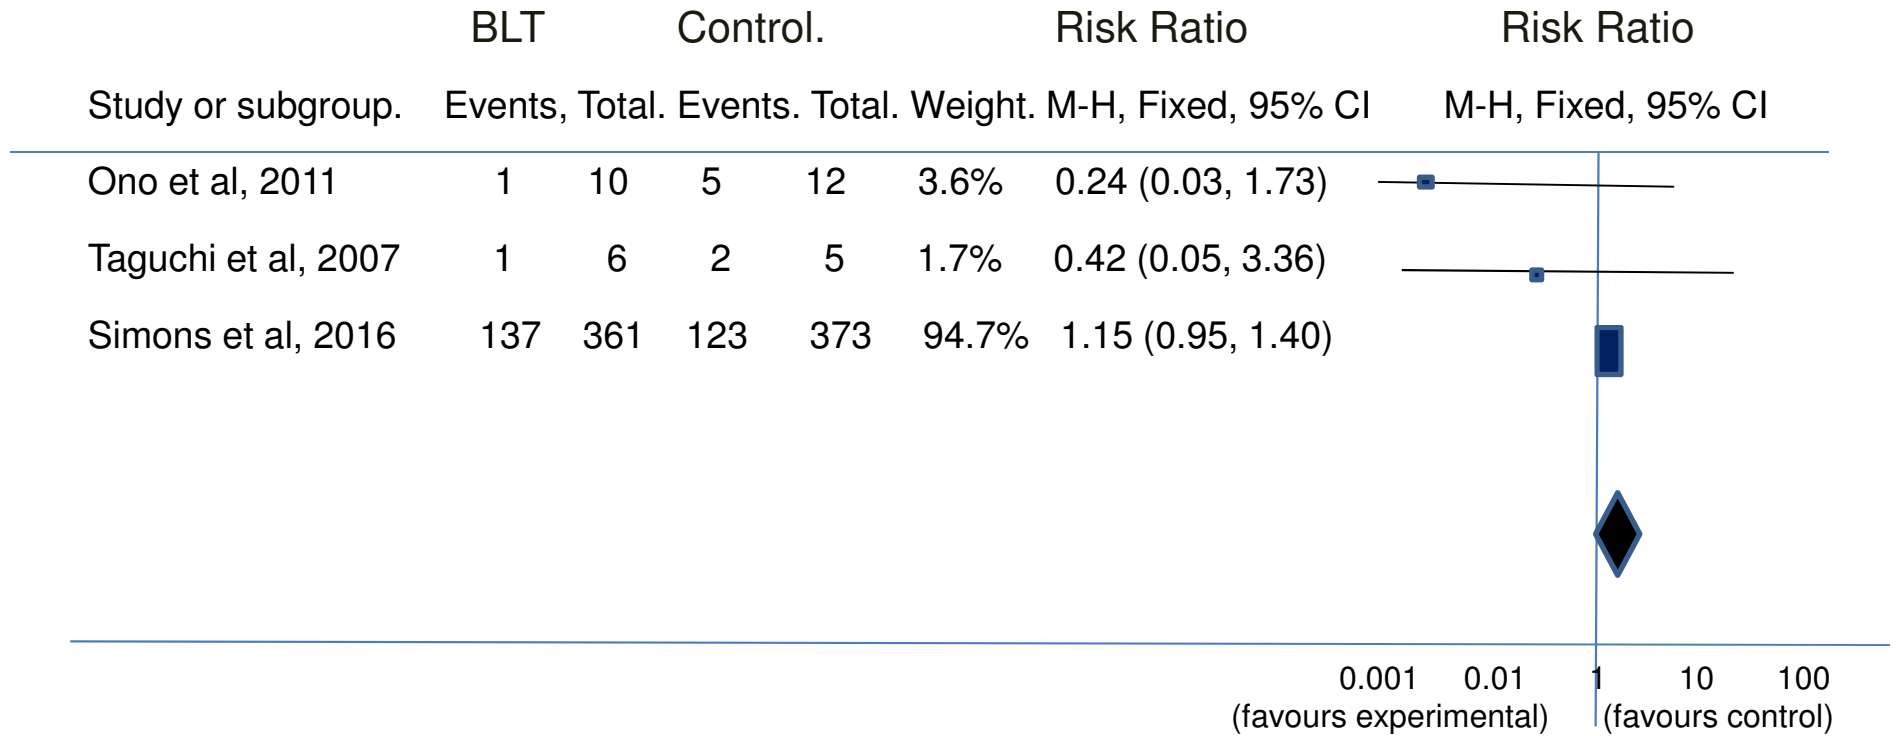 BLT Control. Risk Ratio Risk Ratio
Study or subgroup. Events, Total. Events. Total. Weight. M-H, Fixed, 95% CI M-H, Fixed, 95% CI
Ono et al, 2011 1 10 5 12 3.6% 0.24 (0.03, 1.73)
Taguchi et al, 2007 1 6 2 5 1.7% 0.42 (0.05, 3.36)
Simons et al, 2016 137 361 123 373 94.7% 1.15 (0.95, 1.40)
0.001 0.01 1 10 100
(favours experimental) (favours control)